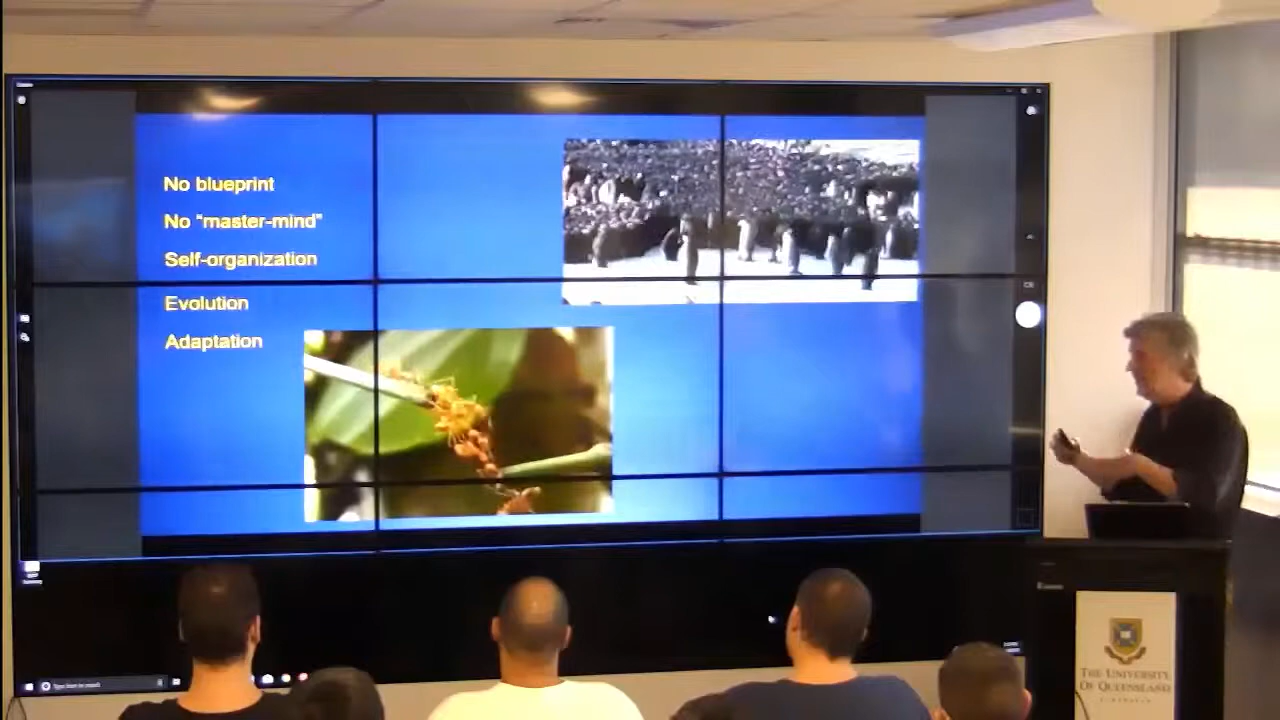 No blueprint
No “master-mind”
Self-organization
Evolution
Adaptation
THE UNIVERSITY
OF QUEENSLAND